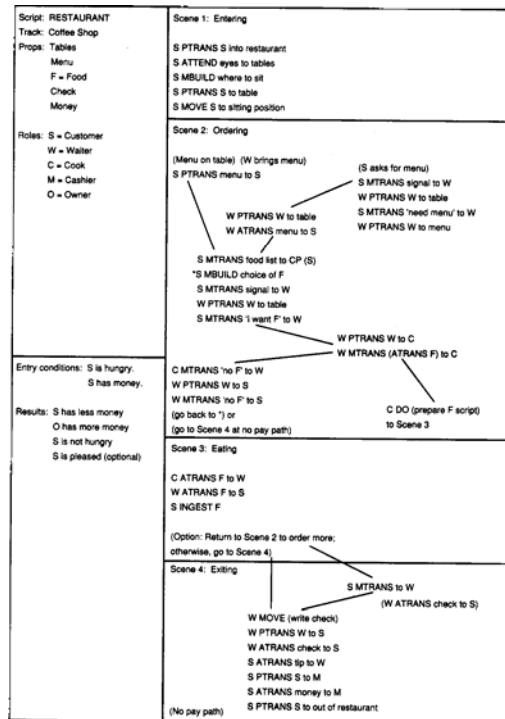 Script: RESTAURANT
Track: Coffee Shop
Props: Tables
Menu
F = Food
Check
Money
Roles: S = Customer
W = Waiter
C = Cook
M = Cashier
O = Owner
Entry conditions: S is hungry.
S has money.
Results: S has less money
O has more money
S is not hungry
S is pleased (optional)
Scene 1: Entering
S PTRANS S into restaurant
S ATTEND eyes to tables
S MBUILD where to sit
S PTRANS S to table
S MOVE S to sitting position
Scene 2: Ordering
(Menu on table) (W brings menu)
S PTRANS menu to S
(S asks for menu)
S MTRANS signal to W
W PTRANS W to table
S MTRANS 'need menu' to W
W PTRANS W to menu
W PTRANS W to table
W ATRANS menu to S
S MTRANS food list to CP (S)
*S MBUILD choice of F
S MTRANS signal to W
W PTRANS W to table
S MTRANS 'I want F' to W
W PTRANS W to C
W MTRANS (ATRANS F) to C
C MTRANS 'no F' to W
W PTRANS W to S
W MTRANS 'no F' to S
(go back to *) or
(go to Scene 4 at no pay path)
C DO (prepare F script)
to Scene 3
Scene 3: Eating
C ATRANS F to W
W ATRANS F to S
S INGEST F
(Option: Return to Scene 2 to order more;
otherwise, go to Scene 4)
Scene 4: Exiting
S MTRANS to W
(W ATRANS check to S)
W MOVE (write check)
W PTRANS W to S
W ATRANS check to S
S ATRANS tip to W
S PTRANS S to M
S ATRANS money to M
(No pay path) S PTRANS S to out of restaurant